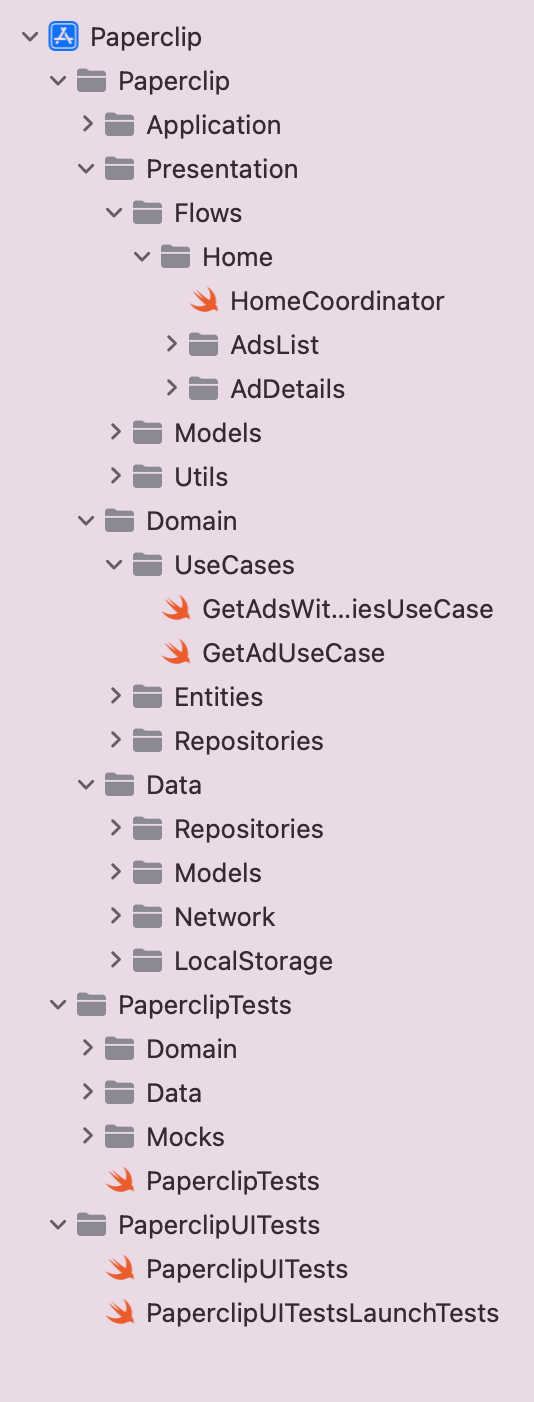 Paperclip
Paperclip
Application
Presentation
Flows
Home
HomeCoordinator
AdsList
AdDetails
Models
Utils
Domain
UseCases
GetAdsWit...iesUseCase
GetAdUseCase
Entities
Repositories
Data
Repositories
Models
Network
LocalStorage
PaperclipTests
Domain
Data
Mocks
PaperclipTests
PaperclipUITests
PaperclipUITests
PaperclipUITestsLaunchTests